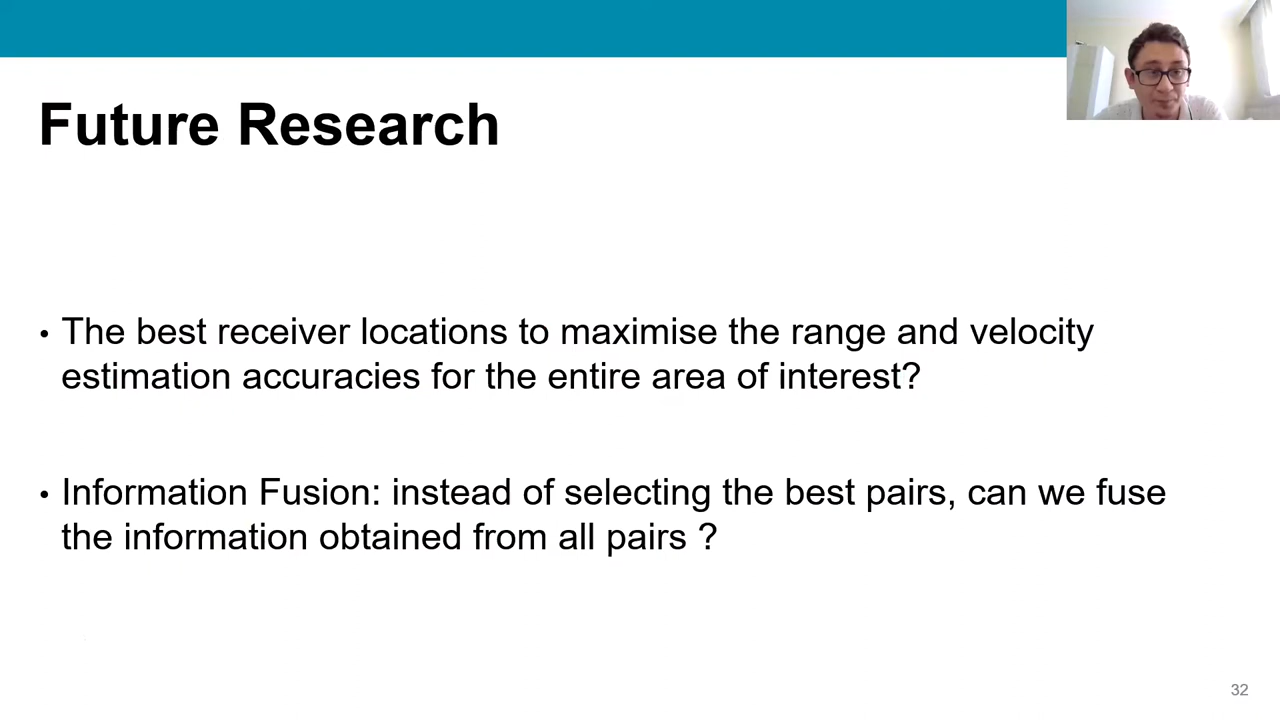 Future Research
• The best receiver locations to maximise the range and velocity
estimation accuracies for the entire area of interest?
• Information Fusion: instead of selecting the best pairs, can we fuse
the information obtained from all pairs ?
32